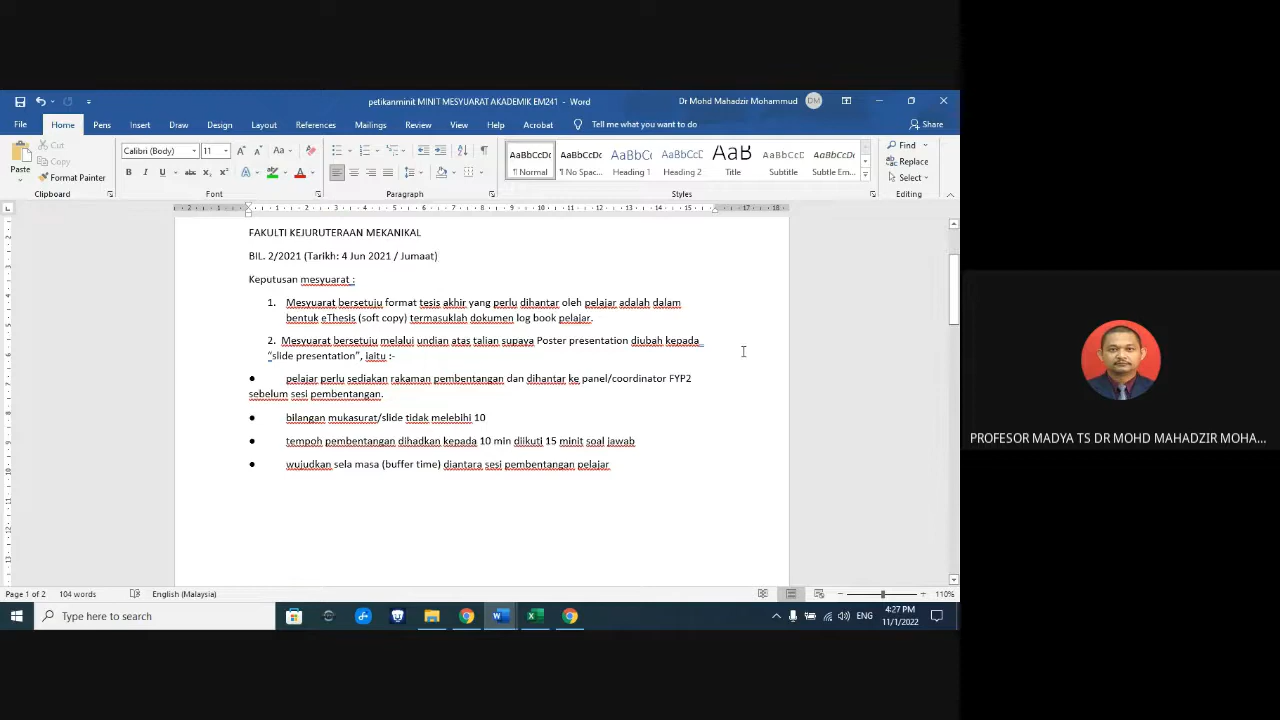 petikanminit MINIT MESYUARAT AKADEMIK EM241 - Word
Dr Mohd Mahadzir Mohammud DM
File Home Pens Insert Draw Design Layout References Mailings Review View Help Acrobat Tell me what you want to do Share
Paste
Cut
Copy
Format Painter
Clipboard
Calibri (Body) 11
Font
Paragraph
AaBbCcDc AaBbCcDc AaBbCc AaBbCcC AaB AaBbCcD AaBbCcDc
¶ Normal ¶ No Spac... Heading 1 Heading 2 Title Subtitle Subtle Em...
Styles
Find
Replace
Select
Editing
FAKULTI KEJURUTERAAN MEKANIKAL
BIL. 2/2021 (Tarikh: 4 Jun 2021 / Jumaat)
Keputusan mesyuarat :
1. Mesyuarat bersetuju format tesis akhir yang perlu dihantar oleh pelajar adalah dalam
bentuk eThesis (soft copy) termasuklah dokumen log book pelajar.
2. Mesyuarat bersetuju melalui undian atas talian supaya Poster presentation diubah kepada
“slide presentation”, iaitu :-
● pelajar perlu sediakan rakaman pembentangan dan dihantar ke panel/coordinator FYP2
sebelum sesi pembentangan.
● bilangan mukasurat/slide tidak melebihi 10
● tempoh pembentangan dihadkan kepada 10 min diikuti 15 minit soal jawab
● wujudkan sela masa (buffer time) diantara sesi pembentangan pelajar
PROFESOR MADYA TS DR MOHD MAHADZIR MOHA...
Page 1 of 2 104 words English (Malaysia) 110%
Type here to search
ENG
4:27 PM
11/1/2022